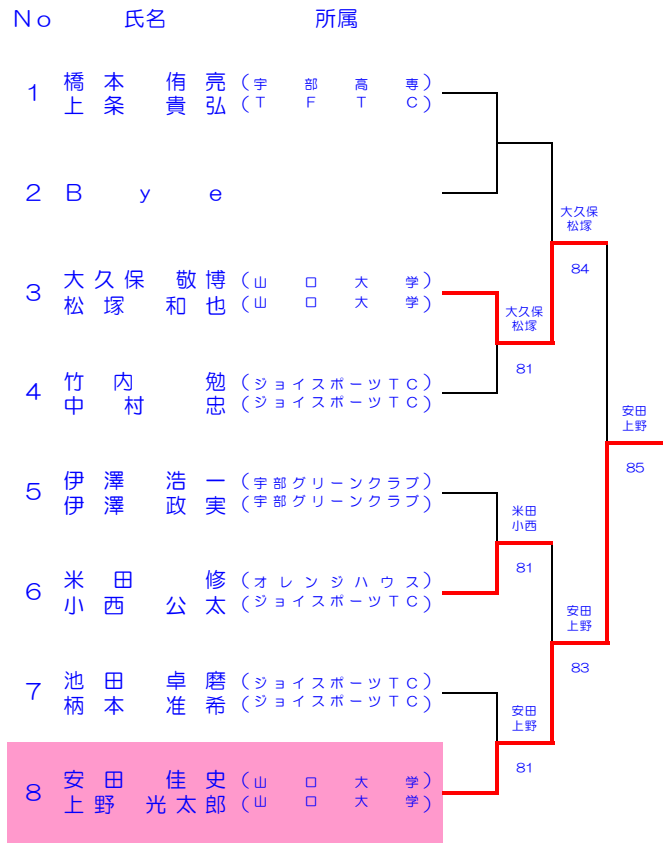 No 氏名 所属
1 橋本 侑亮 (宇部高専)
上条 貴弘 (TFTC)
2 Bye
大久保
松塚
3 大久保 敬博 (山口大学)
松塚 和也 (山口大学)
84
大久保
松塚
81
4 竹内 勉 (ジョイスポーツTC)
中村 忠 (ジョイスポーツTC)
安田
上野
85
5 伊澤 浩一 (宇部グリーンクラブ)
伊澤 政実 (宇部グリーンクラブ)
米田
小西
81
6 米田 修 (オレンジハウス)
小西 公太 (ジョイスポーツTC)
安田
上野
83
7 池田 卓磨 (ジョイスポーツTC)
柄本 准希 (ジョイスポーツTC)
安田
上野
81
8 安田 佳史 (山口大学)
上野 光太郎 (山口大学)